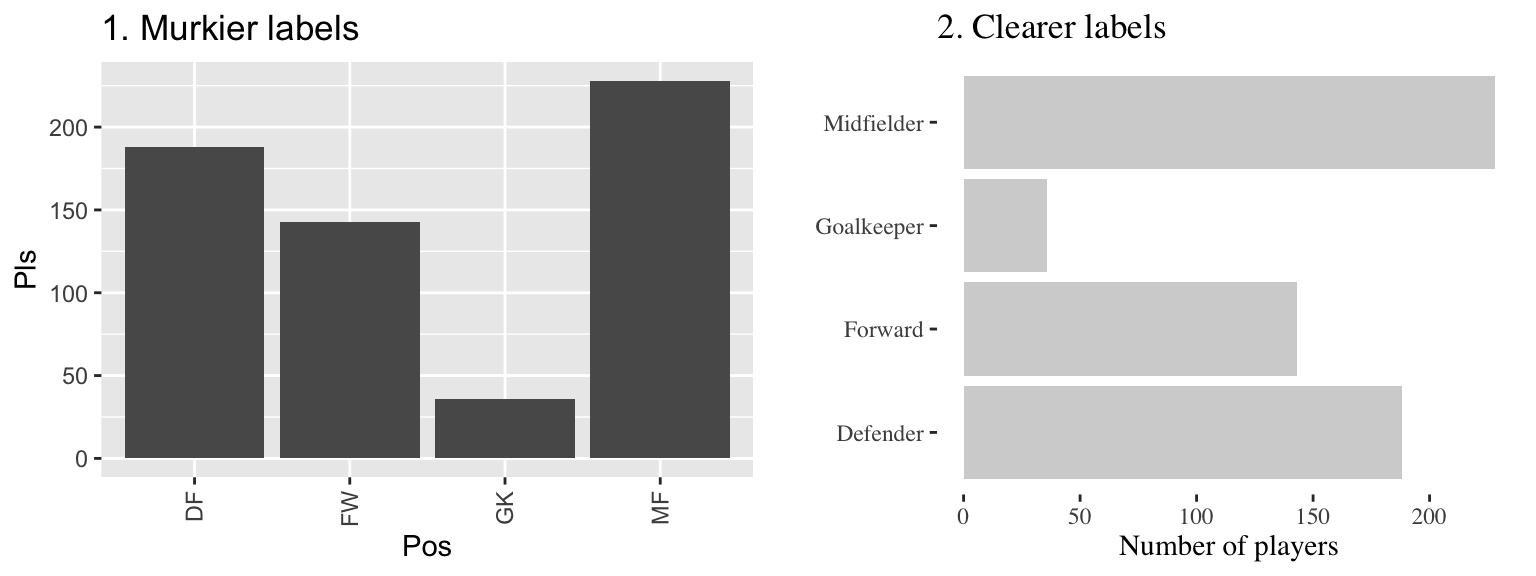 1. Murkier labels
200
150
100
50
0
Pls
DF
FW
GK
MF
Pos
2. Clearer labels
Midfielder
Goalkeeper
Forward
Defender
0
50
100
150
200
Number of players